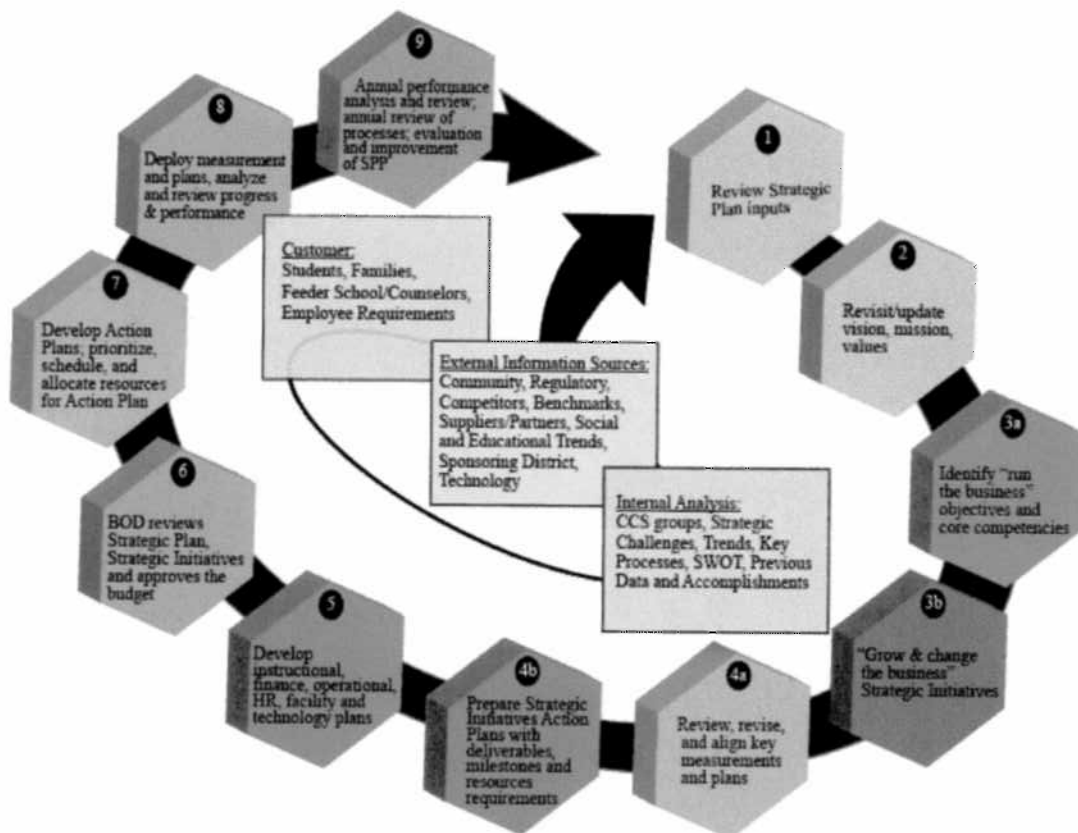 1
Review Strategic
Plan inputs
2
Revisit/update
vision, mission,
values
3a
Identify “run
the business”
objectives and
core competencies
3b
“Grow & change
the business”
Strategic Initiatives
4a
Review, revise,
and align key
measurements
and plans
4b
Prepare Strategic
Initiatives Action
Plans with
deliverables,
milestones and
resources
requirements
5
Develop
instructional,
finance, operational,
HR, facility and
technology plans
6
BOD reviews
Strategic Plan,
Strategic Initiatives
and approves the
budget
7
Develop Action
Plans, prioritize,
schedule, and
allocate resources
for Action Plan
8
Deploy measurement
and plans, analyze
and review progress
& performance
9
Annual performance
analysis and review;
annual review of
processes; evaluation
and improvement
of SPP
Customer:
Students, Families,
Feeder School/Counselors,
Employee Requirements
External Information Sources:
Community, Regulatory,
Competitors, Benchmarks,
Suppliers/Partners, Social
and Educational Trends,
Sponsoring District,
Technology
Internal Analysis:
CCS groups, Strategic
Challenges, Trends, Key
Processes, SWOT, Previous
Data and Accomplishments